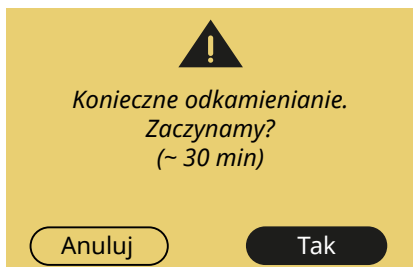 Konieczne odkamienianie.
Zaczynamy?
(~ 30 min)
Anuluj
Tak